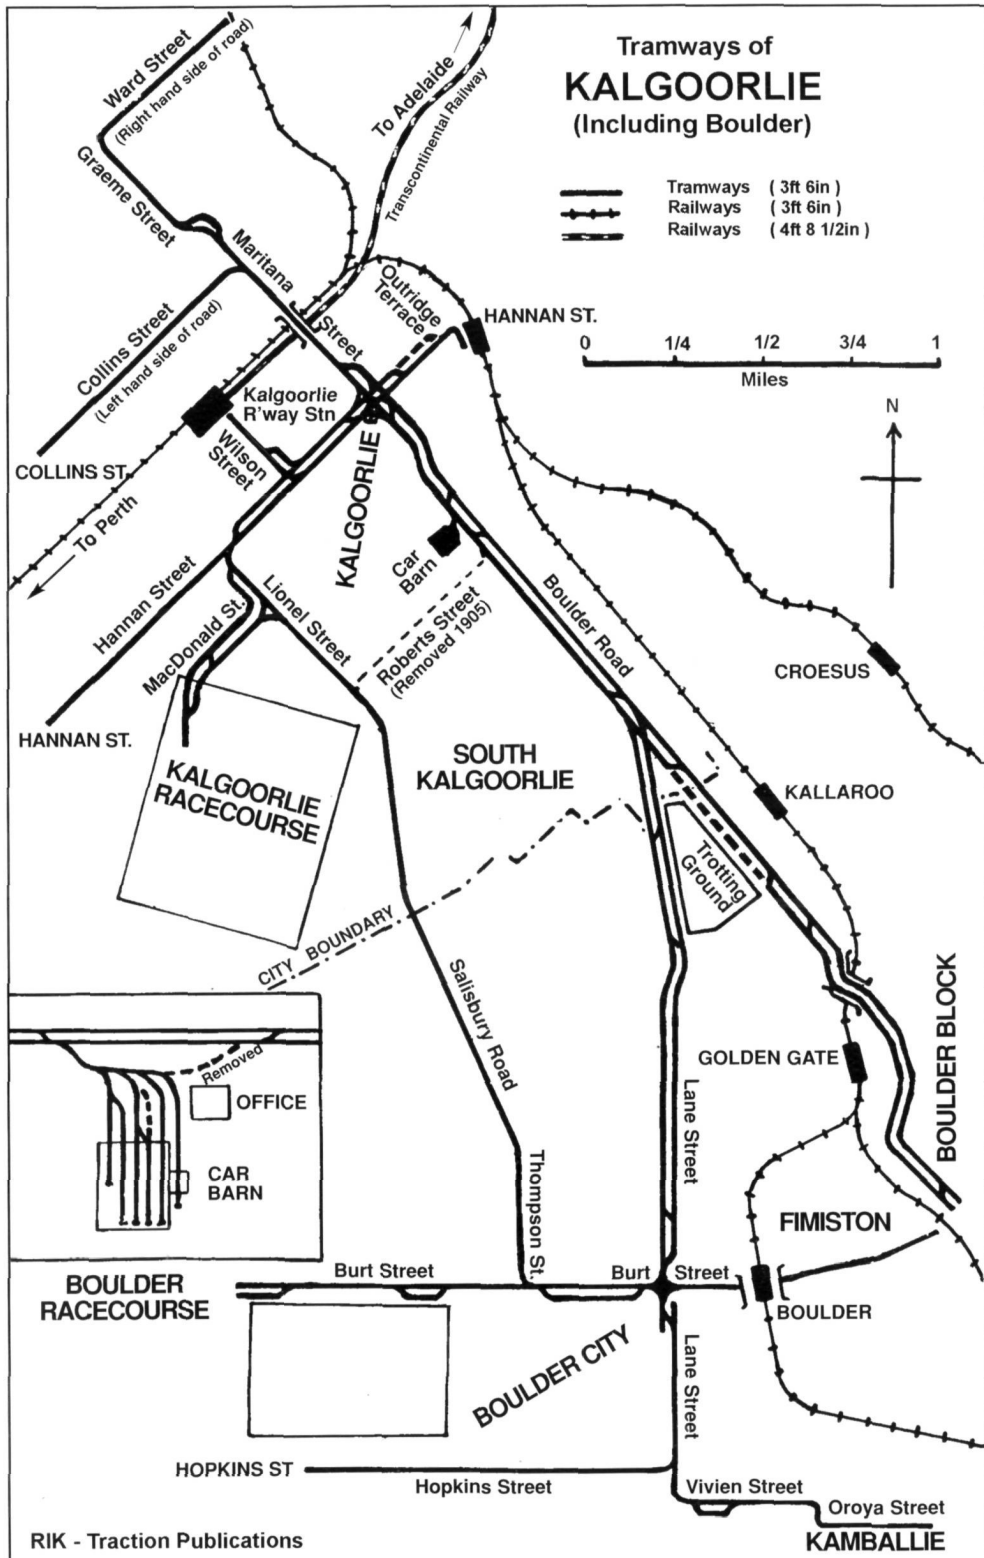 Tramways of
KALGOORLIE
(Including Boulder)
Tramways ( 3ft 6in )
Railways ( 3ft 6in )
Railways ( 4ft 8 1/2in )
0 1/4 1/2 3/4 1
Miles
N
Ward Street
(Right hand side of road)
To Adelaide
Transcontinental Railway
Graeme Street
Maritana
Street
Outridge
Terrace
HANNAN ST.
Collins Street
(Left hand side of road)
COLLINS ST.
Kalgoorlie
R'way Stn
Wilson
Street
To Perth
KALGOORLIE
Car
Barn
Boulder Road
Hannan Street
MacDonald St.
Lionel Street
Roberts Street
(Removed 1905)
CROESUS
HANNAN ST.
KALGOORLIE
RACECOURSE
SOUTH
KALGOORLIE
KALLAROO
Trotting
Ground
CITY BOUNDARY
Salisbury Road
BOULDER BLOCK
GOLDEN GATE
Removed
OFFICE
CAR
BARN
Lane Street
Thompson St.
FIMISTON
BOULDER
RACECOURSE
Burt Street
Burt Street
BOULDER
BOULDER CITY
Lane Street
HOPKINS ST
Hopkins Street
Vivien Street
Oroya Street
KAMBALLIE
RIK - Traction Publications